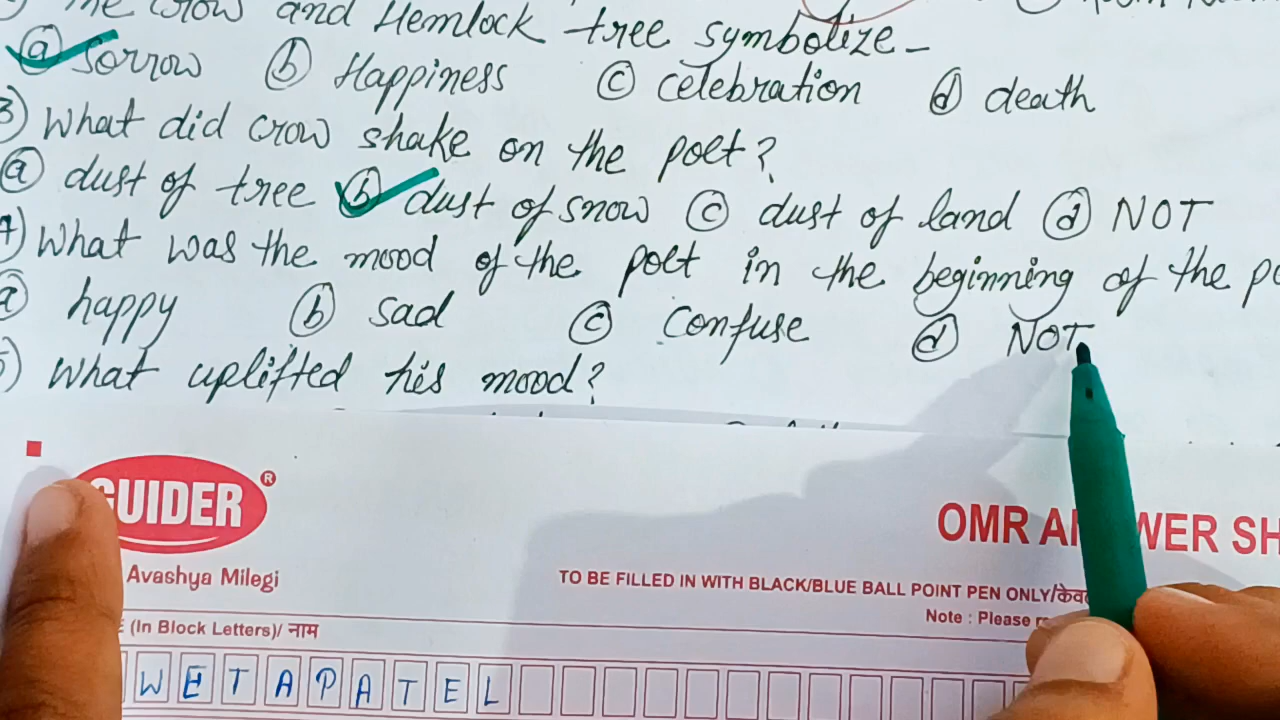 The crow and Hemlock tree symbolize -
ⓐ Sorrow ⓑ Happiness ⓒ celebration ⓓ death
3) What did crow shake on the poet?
ⓐ dust of tree ⓑ dust of snow ⓒ dust of land ⓓ NOT
4) What was the mood of the poet in the beginning of the
ⓐ happy ⓑ sad ⓒ Confuse ⓓ NOT
5) What uplifted his mood?
GUIDER ®
Avashya Milegi
OMR
TO BE FILLED IN WITH BLACK/BLUE BALL POINT PEN ONLY/
Note : Please
(In Block Letters)/ नाम
WETAPATEL